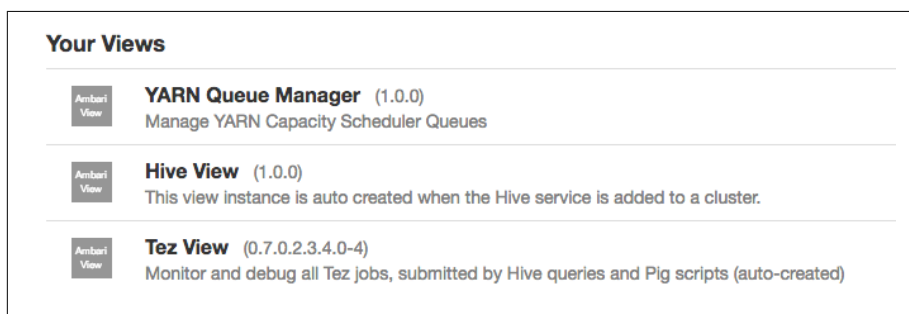 Your Views
Ambari
View
YARN Queue Manager (1.0.0)
Manage YARN Capacity Scheduler Queues
Ambari
View
Hive View (1.0.0)
This view instance is auto created when the Hive service is added to a cluster.
Ambari
View
Tez View (0.7.0.2.3.4.0-4)
Monitor and debug all Tez jobs, submitted by Hive queries and Pig scripts (auto-created)